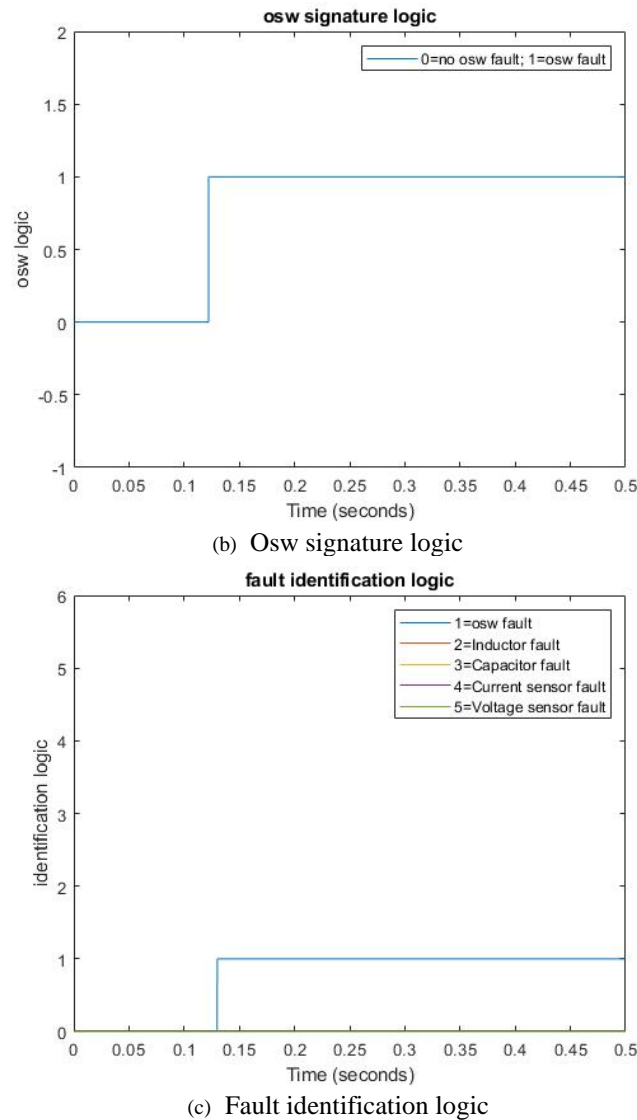 osw signature logic
2
0=no osw fault; 1=osw fault
1.5
1
osw logic
0.5
0
-0.5
-1
0 0.05 0.1 0.15 0.2 0.25 0.3 0.35 0.4 0.45 0.5
Time (seconds)
(b) Osw signature logic
fault identification logic
6
1=osw fault
2=Inductor fault
5
3=Capacitor fault
4=Current sensor fault
5=Voltage sensor fault
4
identification logic
3
2
1
0
0 0.05 0.1 0.15 0.2 0.25 0.3 0.35 0.4 0.45 0.5
Time (seconds)
(c) Fault identification logic